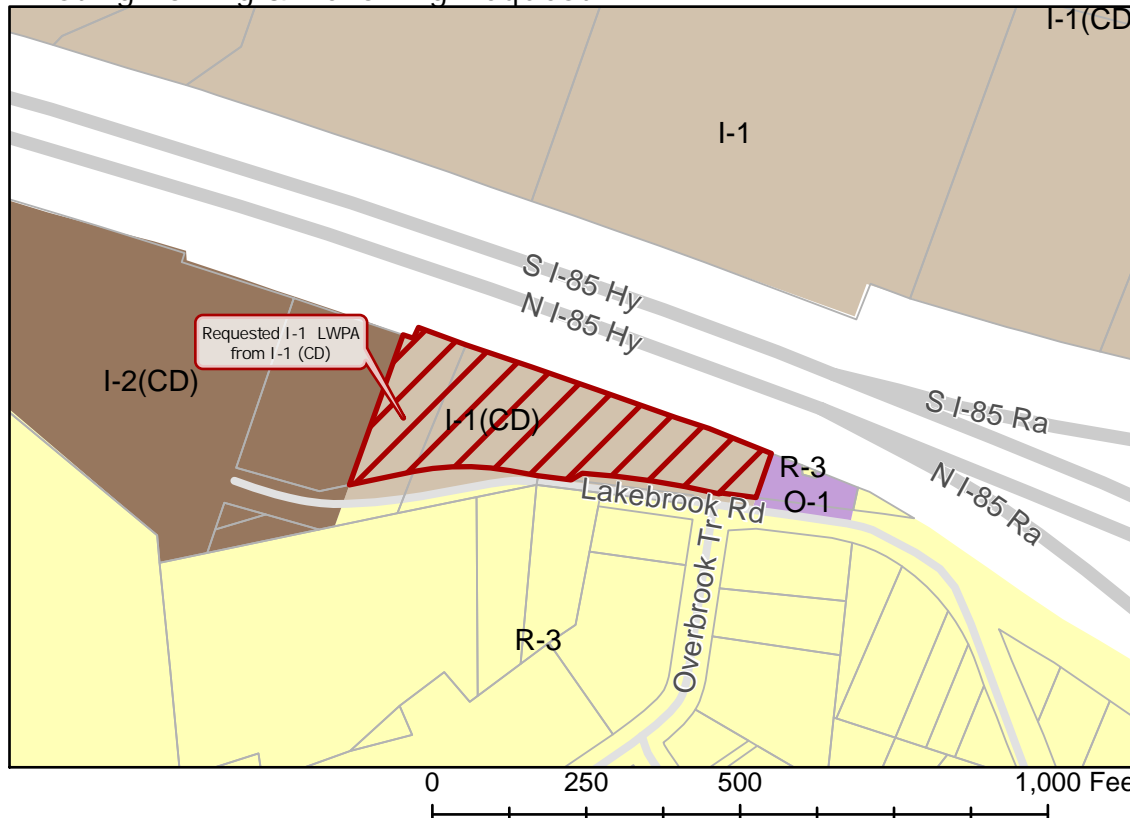 I-1(CD
I-1
S I-85 Hy
N I-85 Hy
Requested I-1 LWPA
from I-1 (CD)
I-2(CD)
I-1(CD)
S I-85 Ra
R-3
O-1
N I-85 Ra
Lakebrook Rd
Overbrook Tr
R-3
0 250 500 1,000 Fee